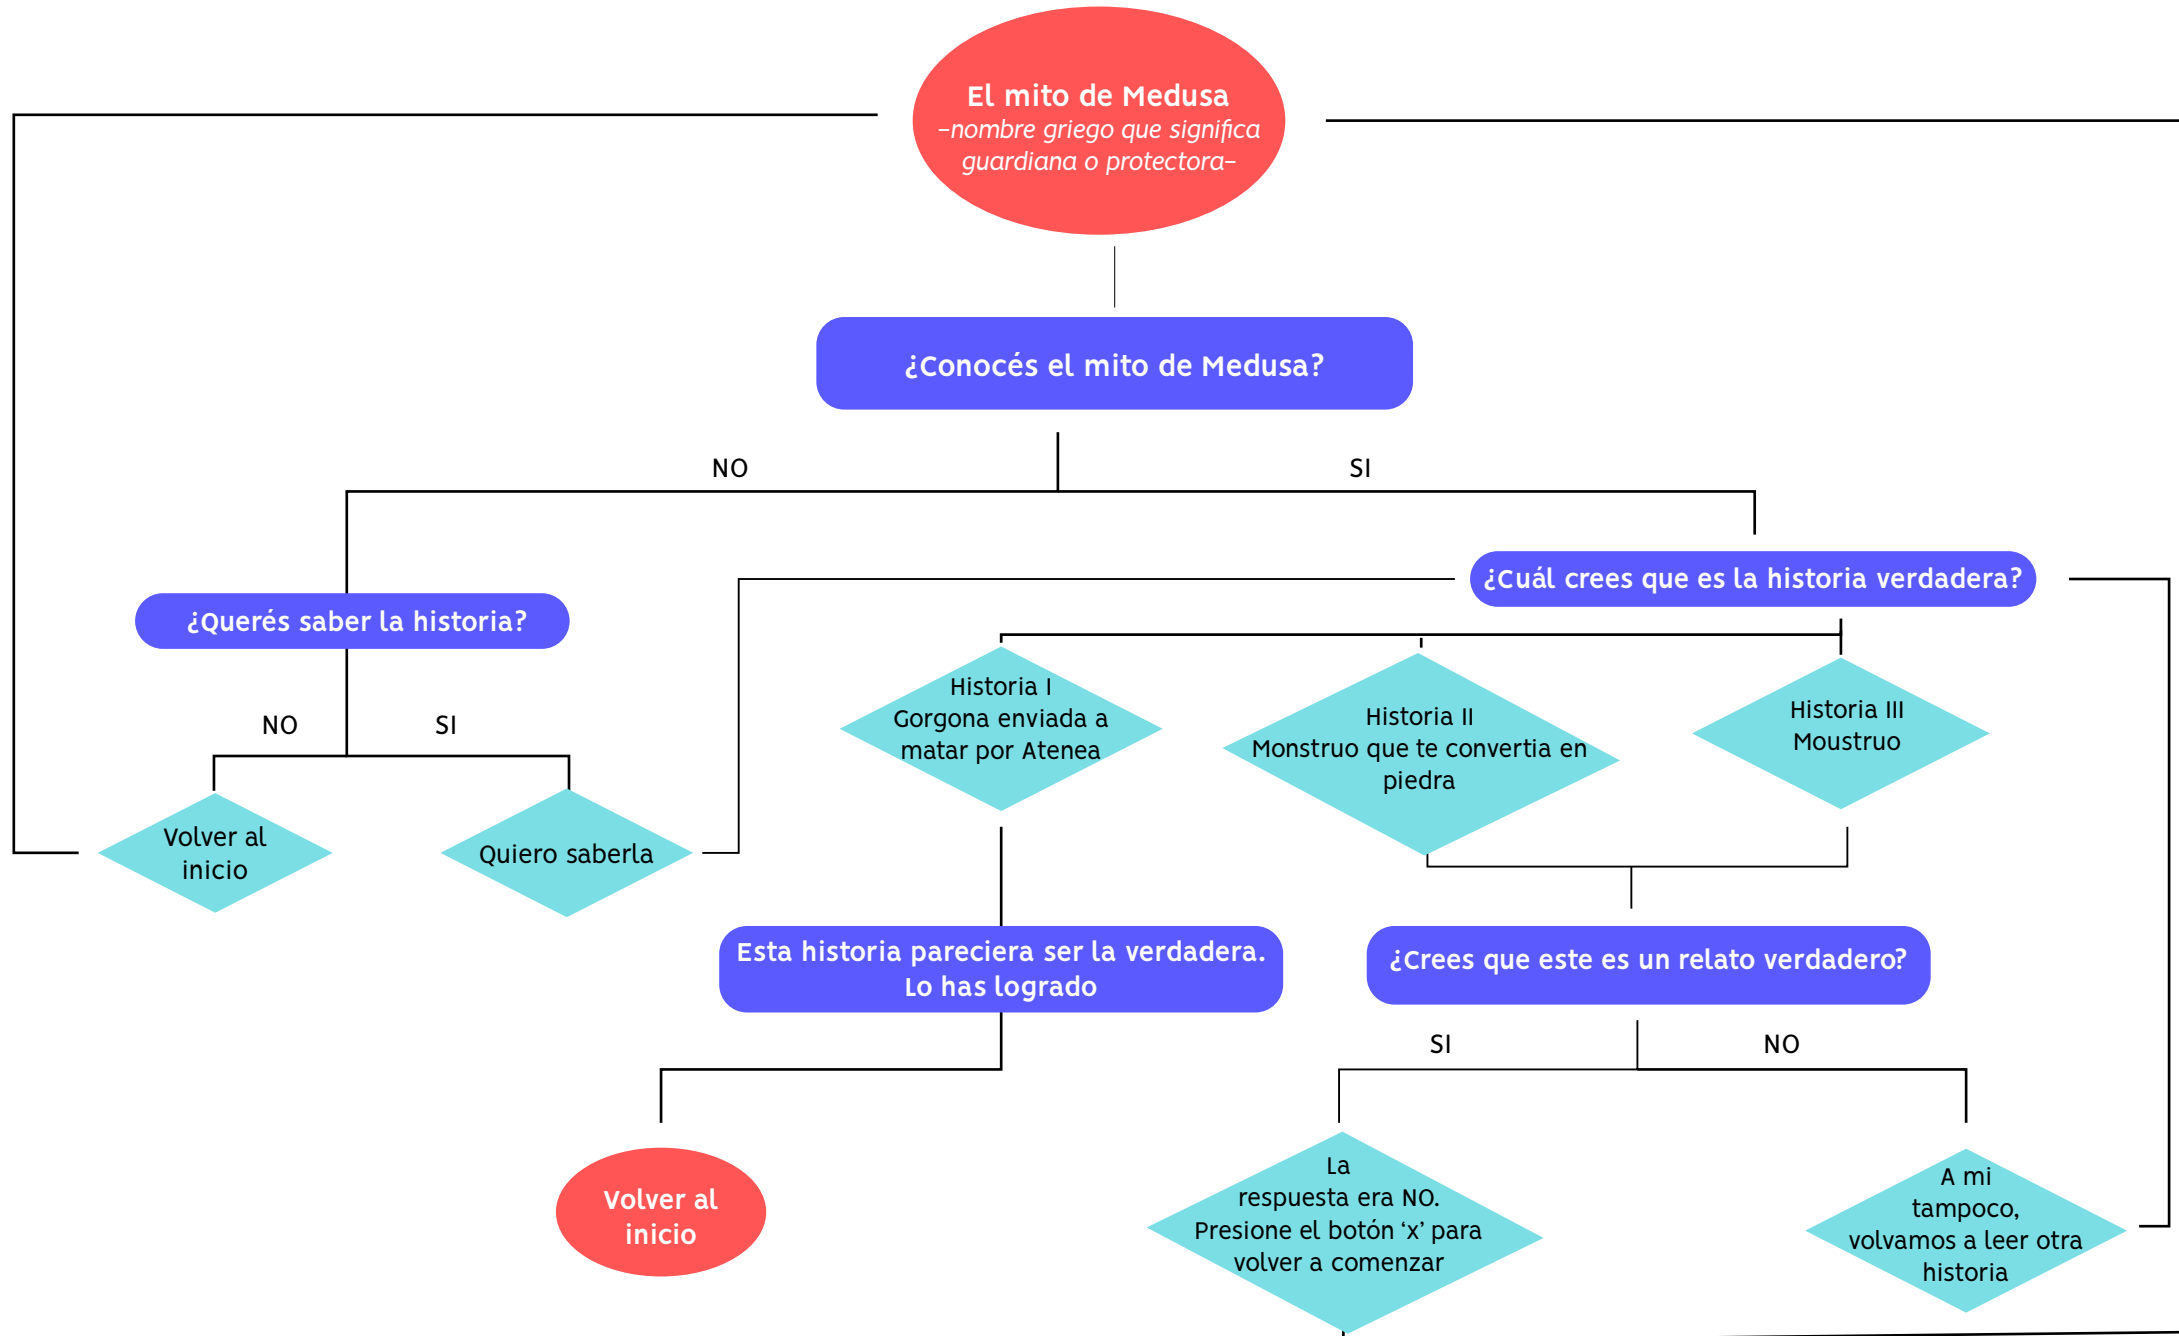 El mito de Medusa
-nombre griego que significa
guardiana o protectora-
¿Conocés el mito de Medusa?
NO
SI
¿Cuál crees que es la historia verdadera?
¿Querés saber la historia?
NO
SI
Historia I
Gorgona enviada a
matar por Atenea
Historia II
Monstruo que te convertia en
piedra
Historia III
Moustruo
Volver al
inicio
Quiero saberla
Esta historia pareciera ser la verdadera.
Lo has logrado
¿Crees que este es un relato verdadero?
SI
NO
Volver al
inicio
La
respuesta era NO.
Presione el botón ‘x’ para
volver a comenzar
A mi
tampoco,
volvamos a leer otra
historia